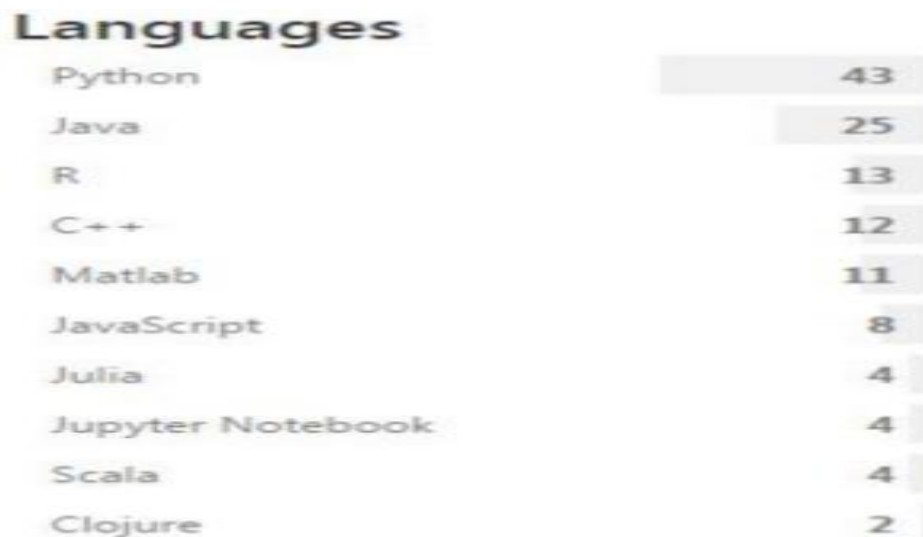 Languages
Python 43
Java 25
R 13
C++ 12
Matlab 11
JavaScript 8
Julia 4
Jupyter Notebook 4
Scala 4
Clojure 2